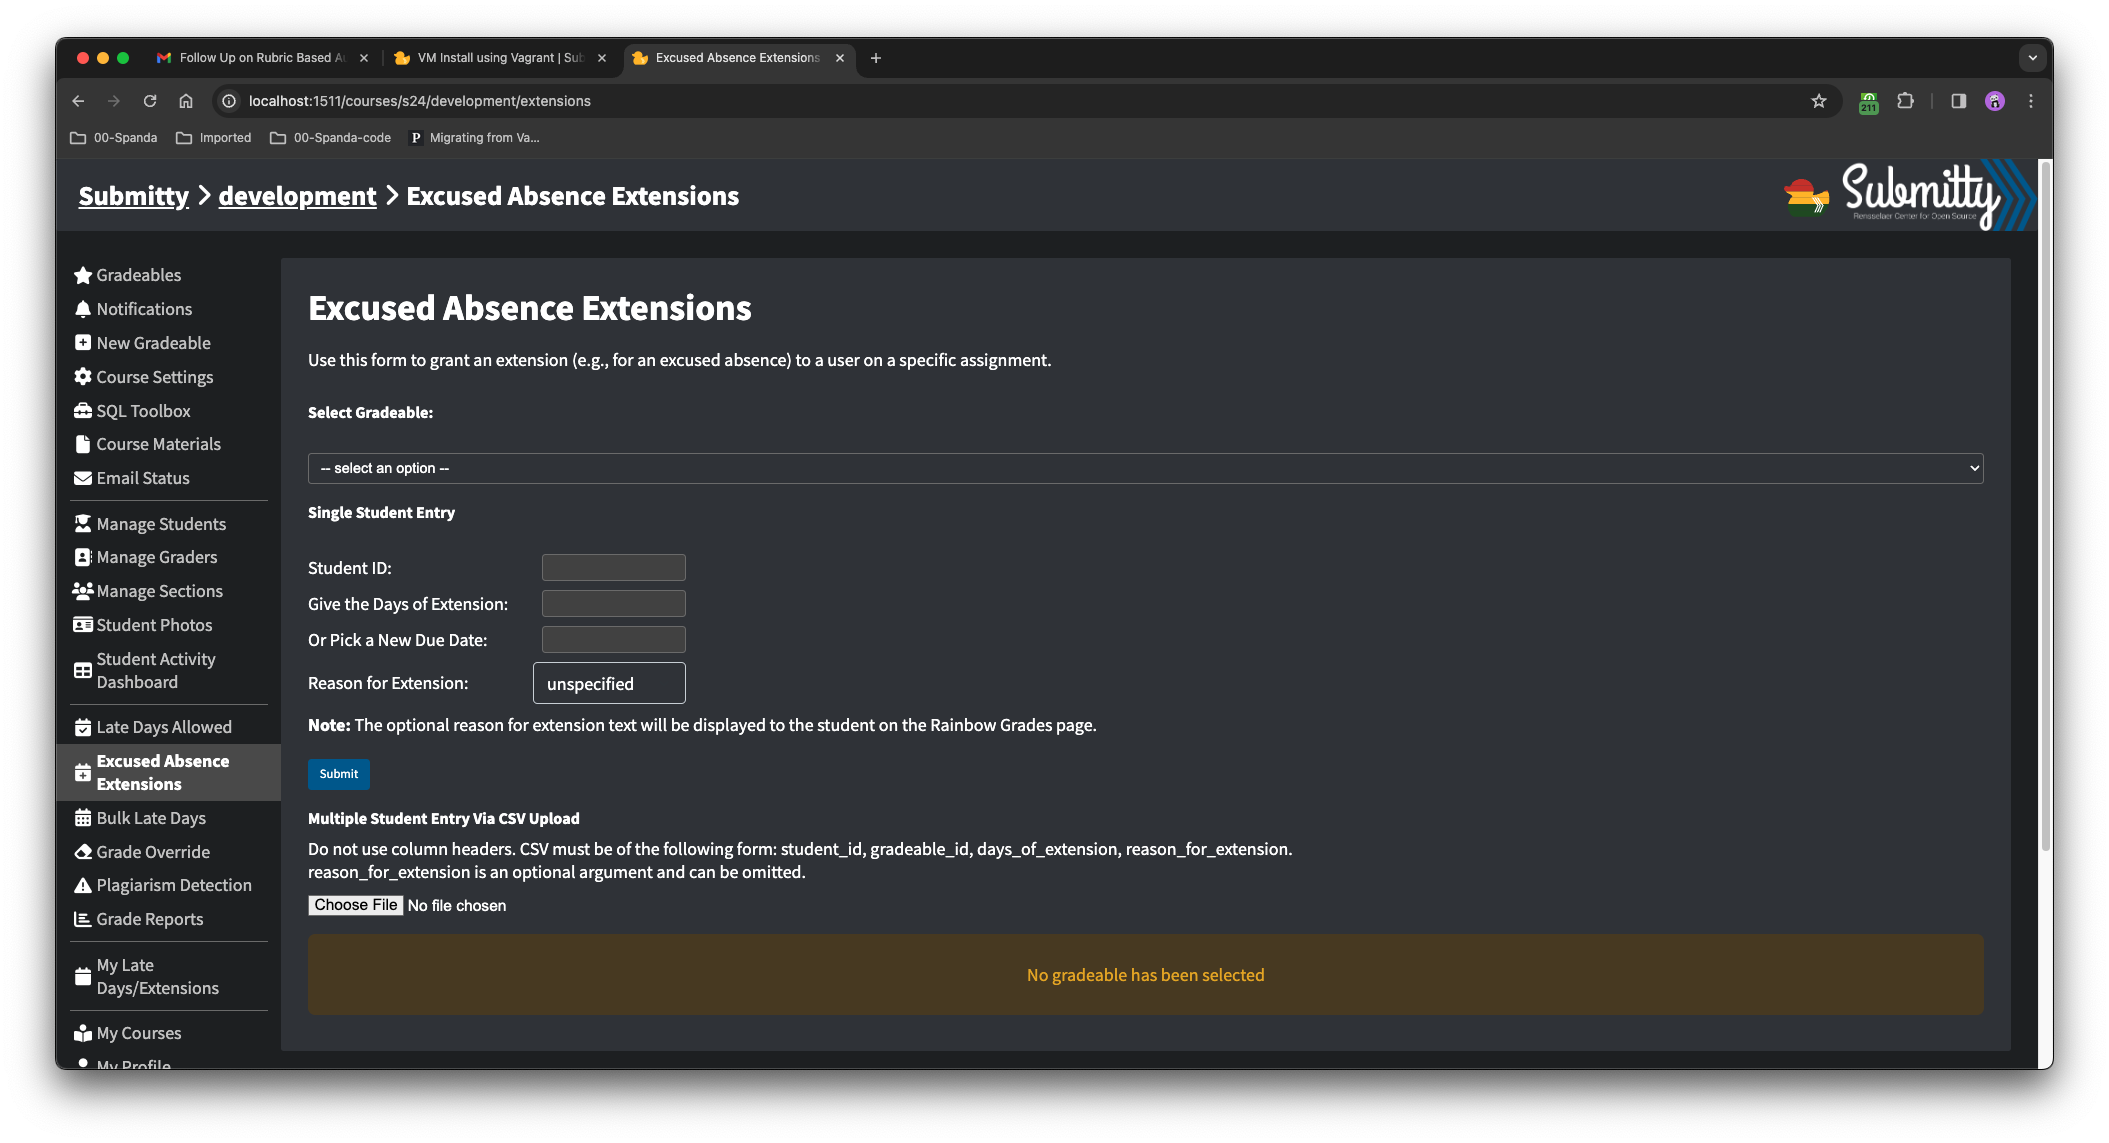 Follow Up on Rubric Based A
VM Install using Vagrant | Sub
Excused Absence Extensions
localhost:1511/courses/s24/development/extensions
211
00-Spanda
Imported
00-Spanda-code
P Migrating from Va...
Submitty > development > Excused Absence Extensions
Submitty
Rensselaer Center for Open Source
Gradeables
Notifications
New Gradeable
Course Settings
SQL Toolbox
Course Materials
Email Status
Manage Students
Manage Graders
Manage Sections
Student Photos
Student Activity
Dashboard
Late Days Allowed
Excused Absence
Extensions
Bulk Late Days
Grade Override
Plagiarism Detection
Grade Reports
My Late
Days/Extensions
My Courses
My Profile
Excused Absence Extensions
Use this form to grant an extension (e.g., for an excused absence) to a user on a specific assignment.
Select Gradeable:
-- select an option --
Single Student Entry
Student ID:
Give the Days of Extension:
Or Pick a New Due Date:
Reason for Extension: unspecified
Note: The optional reason for extension text will be displayed to the student on the Rainbow Grades page.
Submit
Multiple Student Entry Via CSV Upload
Do not use column headers. CSV must be of the following form: student_id, gradeable_id, days_of_extension, reason_for_extension.
reason_for_extension is an optional argument and can be omitted.
Choose File No file chosen
No gradeable has been selected